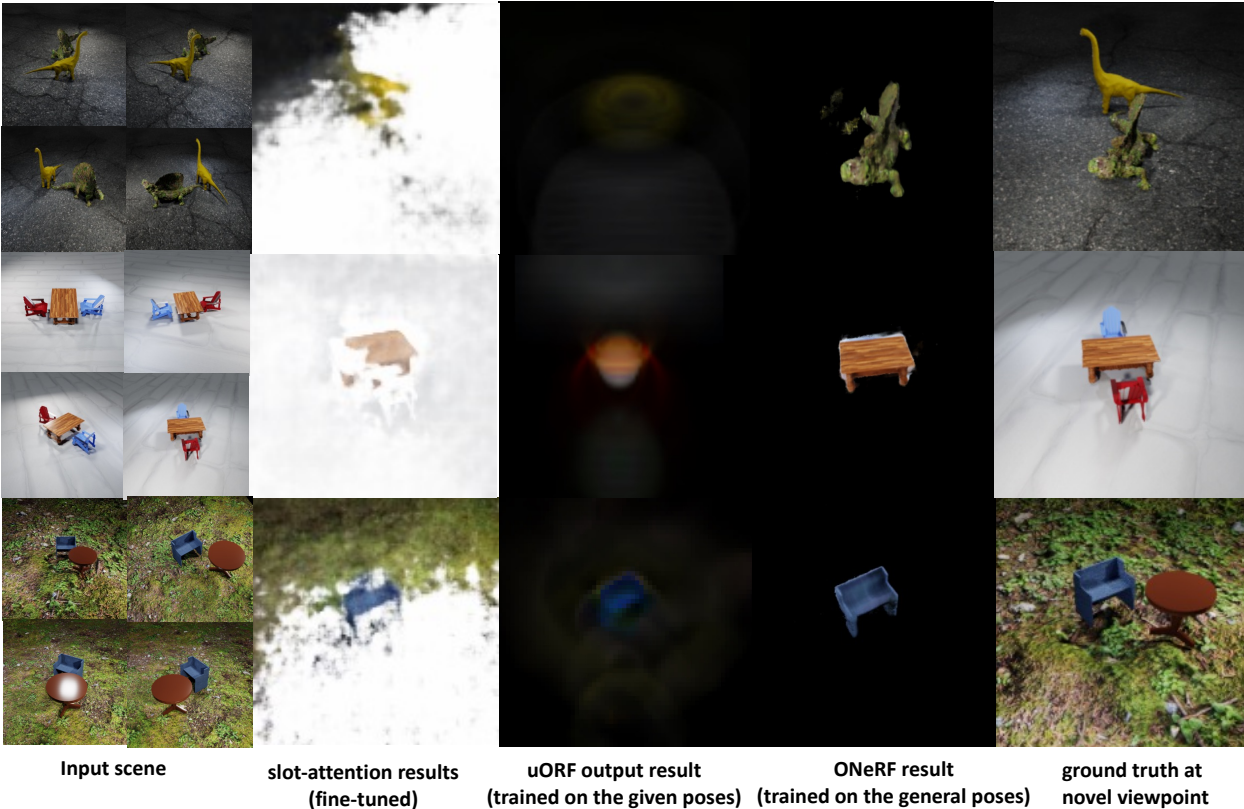 Input scene
slot-attention results
(fine-tuned)
uORF output result
(trained on the given poses)
ONeRF result
(trained on the general poses)
ground truth at
novel viewpoint